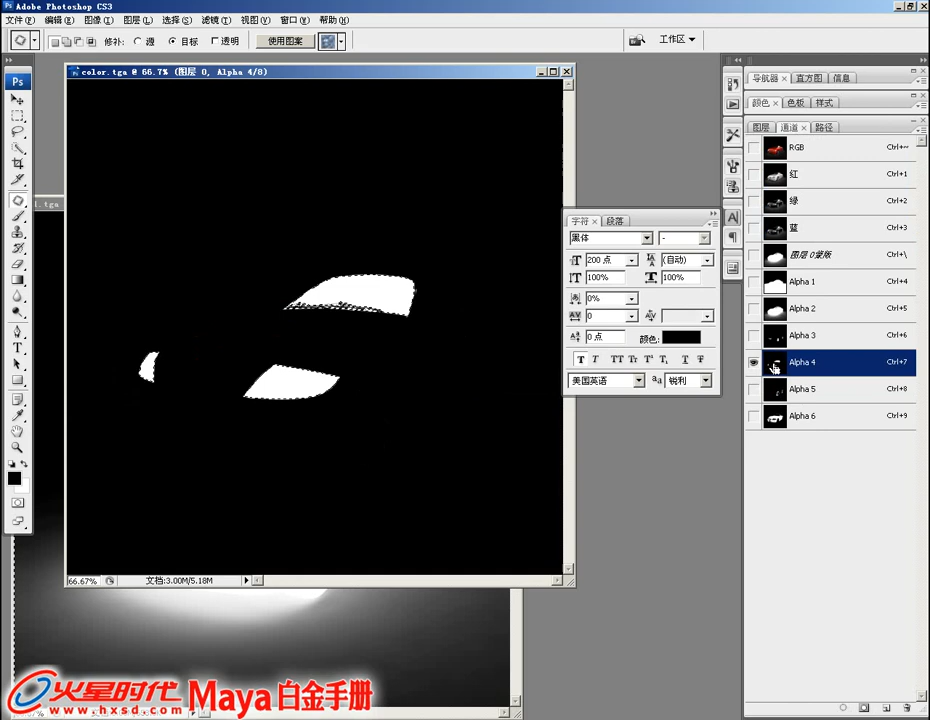 Adobe Photoshop CS3
文件(F) 编辑(E) 图像(I) 图层(L) 选择(S) 滤镜(T) 视图(V) 窗口(W) 帮助(H)
修补: 源 目标 透明 使用图案 工作区
Ps
color.tga @ 66.7% (图层 0, Alpha 4/8)
l.tga
66.67% 文档:3.00M/5.18M
字符 × 段落
黑体 -
200 点 (自动)
100% 100%
0%
0
0 点 颜色:
T T TT Tr T¹ T₁ T T
美国英语 aa 锐利
导航器 × 直方图 信息
颜色 × 色板 样式
图层 通道 × 路径
RGB Ctrl+~
红 Ctrl+1
绿 Ctrl+2
蓝 Ctrl+3
图层 0蒙版 Ctrl+\
Alpha 1 Ctrl+4
Alpha 2 Ctrl+5
Alpha 3 Ctrl+6
Alpha 4 Ctrl+7
Alpha 5 Ctrl+8
Alpha 6 Ctrl+9
火星时代 Maya白金手册
www.hxsd.com